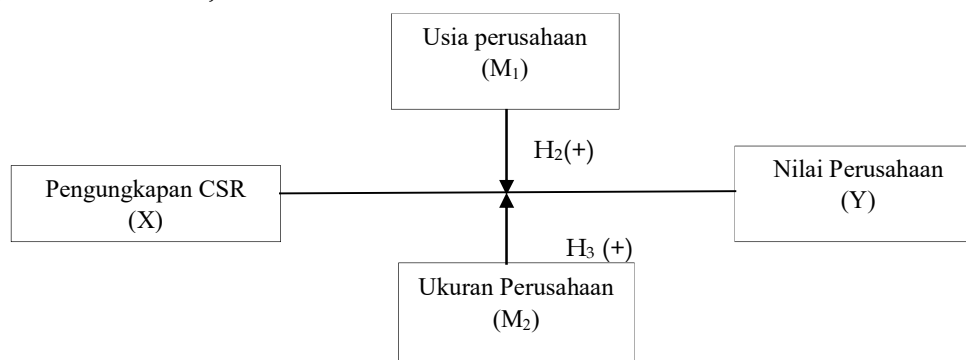 Usia perusahaan
(M₁)
H₂(+)
Pengungkapan CSR
(X)
Nilai Perusahaan
(Y)
H₃ (+)
Ukuran Perusahaan
(M₂)